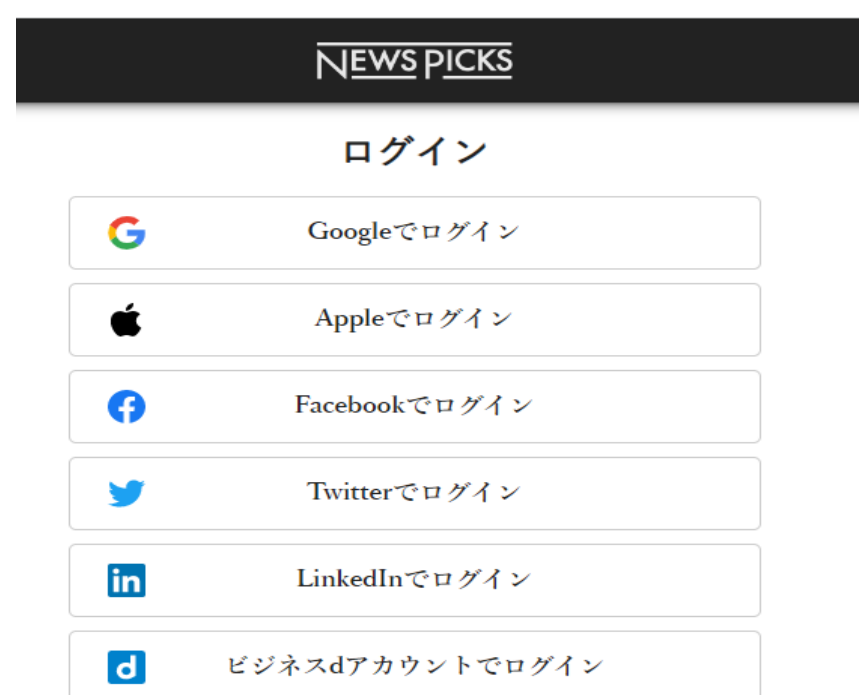 NEWSPICKS
ログイン
Googleでログイン
Appleでログイン
Facebookでログイン
Twitterでログイン
LinkedInでログイン
ビジネスdアカウントでログイン